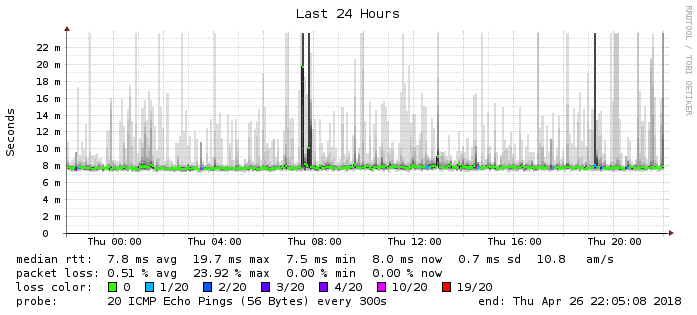 Last 24 Hours
RRDTOOL / TOBI OETIKER
Seconds
22 m
20 m
18 m
16 m
14 m
12 m
10 m
8 m
6 m
4 m
2 m
0
Thu 00:00 Thu 04:00 Thu 08:00 Thu 12:00 Thu 16:00 Thu 20:00
median rtt: 7.8 ms avg 19.7 ms max 7.5 ms min 8.0 ms now 0.7 ms sd 10.8 am/s
packet loss: 0.51 % avg 23.92 % max 0.00 % min 0.00 % now
loss color: 0 1/20 2/20 3/20 4/20 10/20 19/20
probe: 20 ICMP Echo Pings (56 Bytes) every 300s end: Thu Apr 26 22:05:08 2018